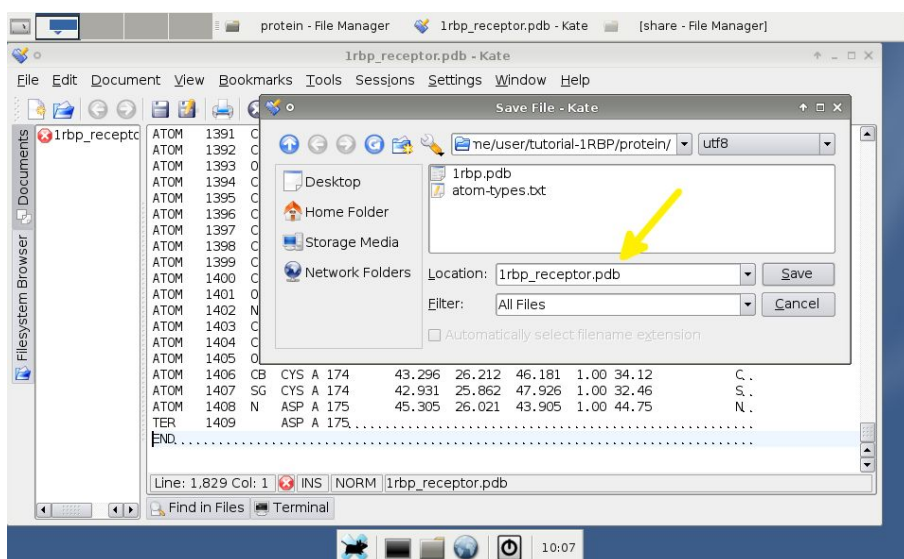 protein - File Manager 1rbp_receptor.pdb - Kate [share - File Manager]
1rbp_receptor.pdb - Kate
File Edit Document View Bookmarks Tools Sessions Settings Window Help
Save File - Kate
Documents
Filesystem Browser
1rbp_recepto
ATOM 1391 C
ATOM 1392 C
ATOM 1393 O
ATOM 1394 C
ATOM 1395 C
ATOM 1396 C
ATOM 1397 C
ATOM 1398 C
ATOM 1399 C
ATOM 1400 C
ATOM 1401 O
ATOM 1402 N
ATOM 1403 C
ATOM 1404 C
ATOM 1405 O
ATOM 1406 CB CYS A 174 43.296 26.212 46.181 1.00 34.12 C..
ATOM 1407 SG CYS A 174 42.931 25.862 47.926 1.00 32.46 S..
ATOM 1408 N ASP A 175 45.305 26.021 43.905 1.00 44.75 N..
TER 1409 ASP A 175
END
me/user/tutorial-1RBP/protein/ utf8
Desktop
Home Folder
Storage Media
Network Folders
1rbp.pdb
atom-types.txt
Location: 1rbp_receptor.pdb Save
Filter: All Files Cancel
Automatically select filename extension
Line: 1,829 Col: 1 INS NORM 1rbp_receptor.pdb
Find in Files Terminal
10:07